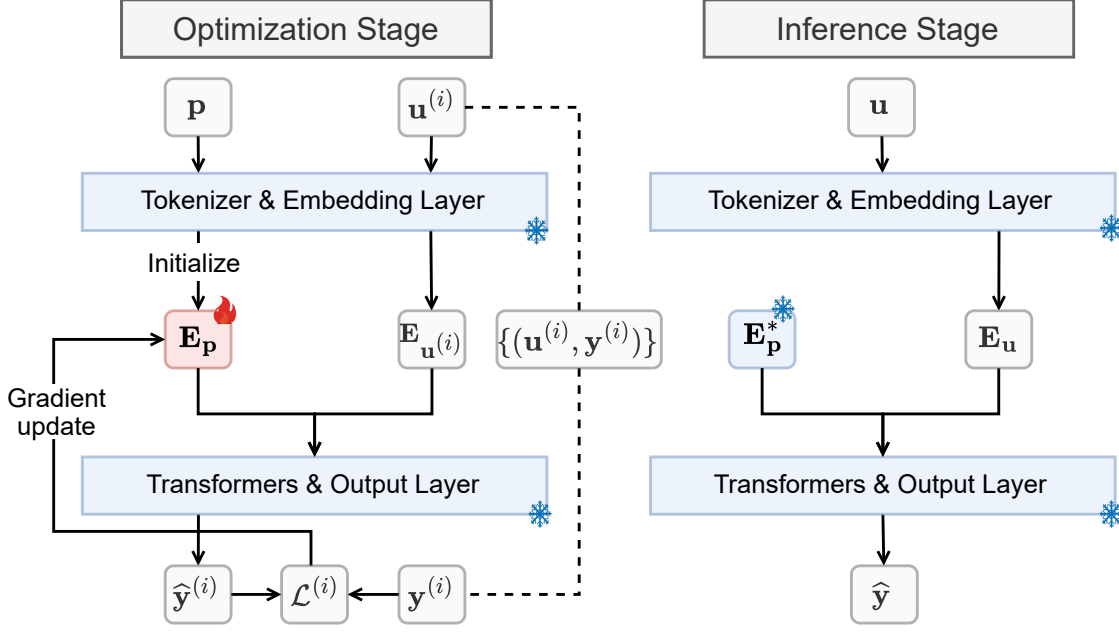 Optimization Stage
Inference Stage
p
u^{(i)}
u
Tokenizer & Embedding Layer
Tokenizer & Embedding Layer
Initialize
E_p
E_{u^{(i)}}
{(u^{(i)}, y^{(i)})}
E_p^*
E_u
Gradient
update
Transformers & Output Layer
Transformers & Output Layer
ŷ^{(i)}
ℒ^{(i)}
y^{(i)}
ŷ